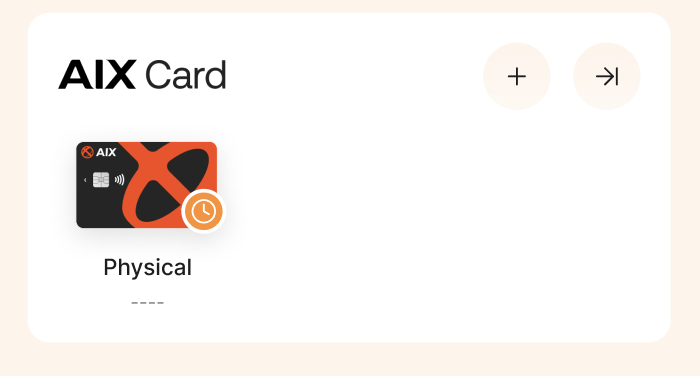 AIX Card
AIX
Physical
----